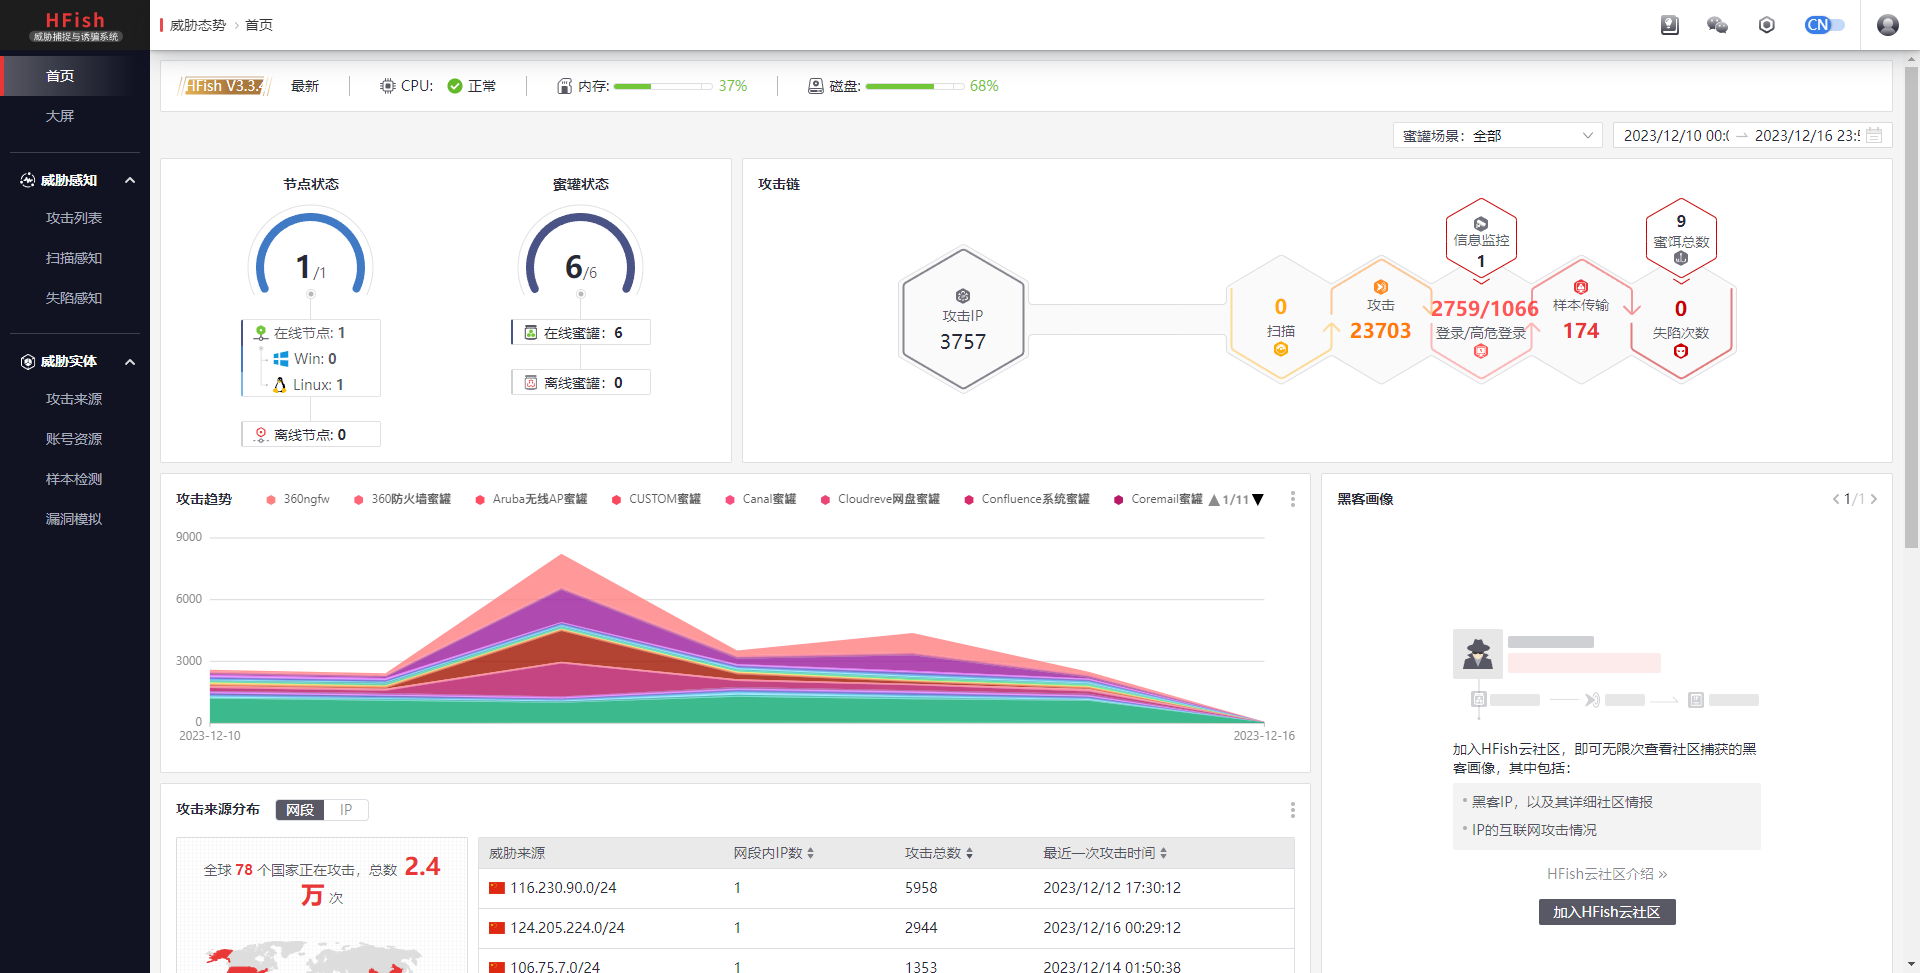 HFish
威胁捕捉与诱骗系统
威胁态势 › 首页
CN
首页
大屏
威胁感知
攻击列表
扫描感知
失陷感知
威胁实体
攻击来源
账号资源
样本检测
漏洞模拟
HFish V3.3.4 最新 CPU: 正常 内存: 37% 磁盘: 68%
蜜罐场景：全部 2023/12/10 00:0 → 2023/12/16 23:5
节点状态
1/1
在线节点: 1
Win: 0
Linux: 1
离线节点: 0
蜜罐状态
6/6
在线蜜罐：6
离线蜜罐：0
攻击链
攻击IP
3757
0
扫描
攻击
23703
信息监控
1
2759/1066
登录/高危登录
样本传输
174
9
蜜饵总数
0
失陷次数
攻击趋势 360ngfw 360防火墙蜜罐 Aruba无线AP蜜罐 CUSTOM蜜罐 Canal蜜罐 Cloudreve网盘蜜罐 Confluence系统蜜罐 Coremail蜜罐 1/11
9000
6000
3000
0
2023-12-10 2023-12-16
黑客画像 1/1
加入HFish云社区，即可无限次查看社区捕获的黑
客画像，其中包括：
黑客IP，以及其详细社区情报
IP的互联网攻击情况
HFish云社区介绍 »
加入HFish云社区
攻击来源分布 网段 IP
全球 78 个国家正在攻击，总数 2.4
万 次
威胁来源 网段内IP数 攻击总数 最近一次攻击时间
116.230.90.0/24 1 5958 2023/12/12 17:30:12
124.205.224.0/24 1 2944 2023/12/16 00:29:12
106.75.7.0/24 1 1353 2023/12/14 01:50:38